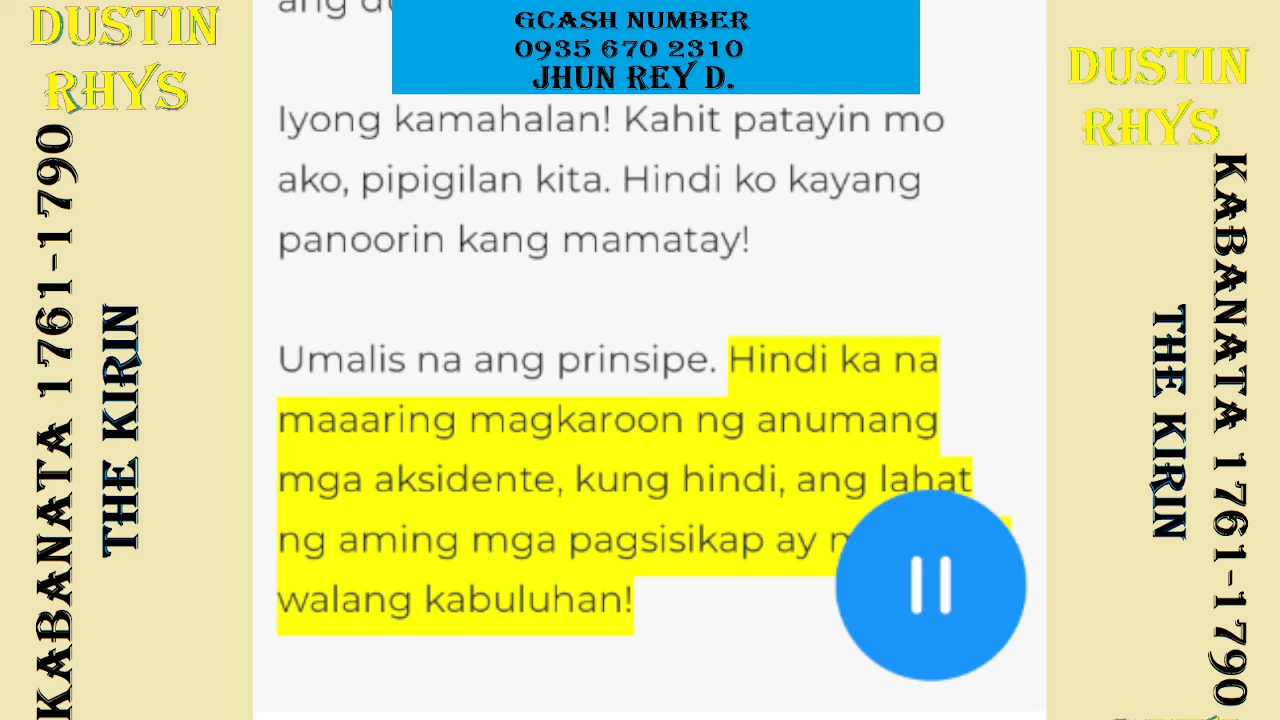 DUSTIN
RHYS
KABANATA 1761-1790
THE KIRIN
GCASH NUMBER
0935 670 2310
JHUN REY D.
ang
Iyong kamahalan! Kahit patayin mo
ako, pipigilan kita. Hindi ko kayang
panoorin kang mamatay!
Umalis na ang prinsipe. Hindi ka na
maaaring magkaroon ng anumang
mga aksidente, kung hindi, ang lahat
ng aming mga pagsisikap ay
walang kabuluhan!
DUSTIN
RHYS
KABANATA 1761-1790
THE KIRIN